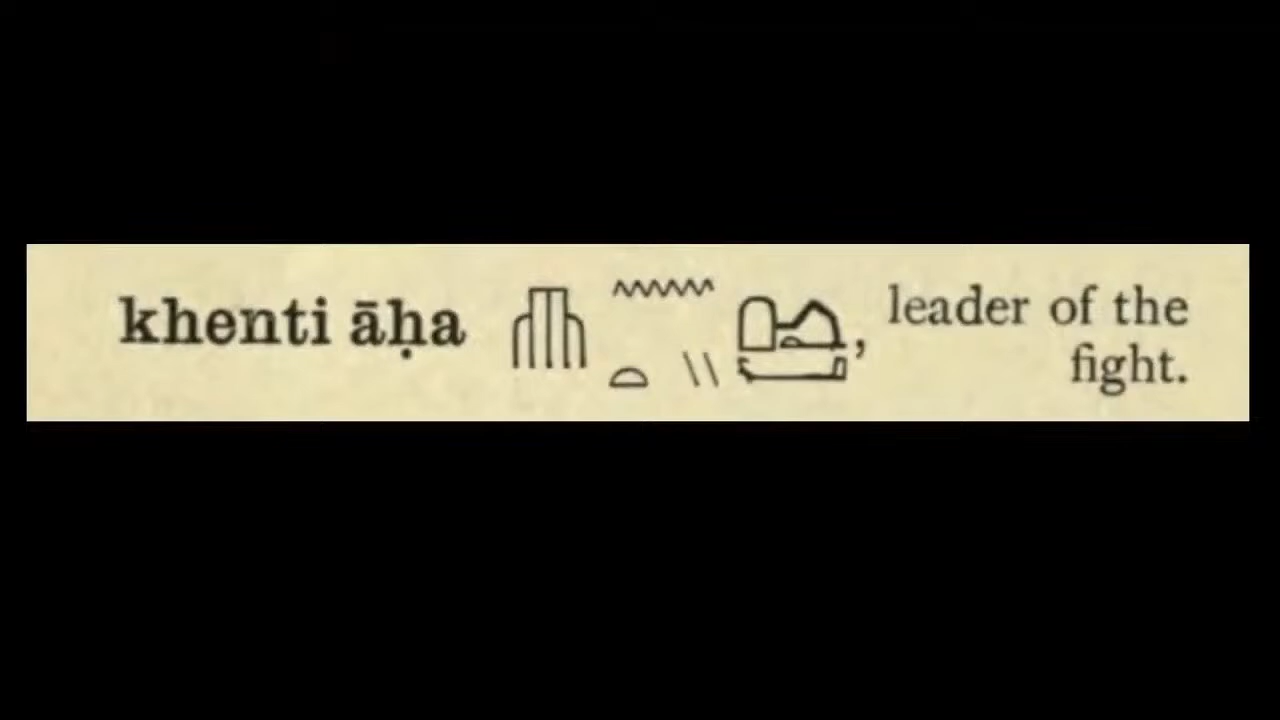 khenti āḥa 𓏃 𓈖 𓏏 𓏮, leader of the
fight.